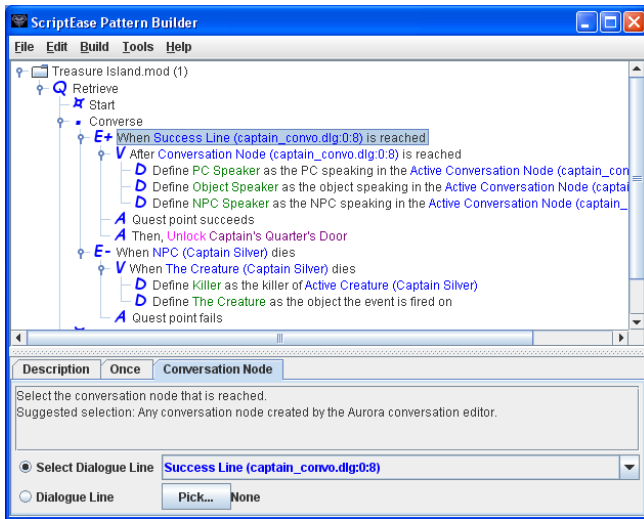 ScriptEase Pattern Builder
File Edit Build Tools Help
Treasure Island.mod (1)
Q Retrieve
Start
Converse
E+ When Success Line (captain_convo.dlg:0:8) is reached
V After Conversation Node (captain_convo.dlg:0:8) is reached
D Define PC Speaker as the PC speaking in the Active Conversation Node (captain_con
D Define Object Speaker as the object speaking in the Active Conversation Node (captai
D Define NPC Speaker as the NPC speaking in the Active Conversation Node (captain_
A Quest point succeeds
A Then, Unlock Captain's Quarter's Door
E- When NPC (Captain Silver) dies
V When The Creature (Captain Silver) dies
D Define Killer as the killer of Active Creature (Captain Silver)
D Define The Creature as the object the event is fired on
A Quest point fails
Description Once Conversation Node
Select the conversation node that is reached.
Suggested selection: Any conversation node created by the Aurora conversation editor.
Select Dialogue Line Success Line (captain_convo.dlg:0:8)
Dialogue Line Pick... None